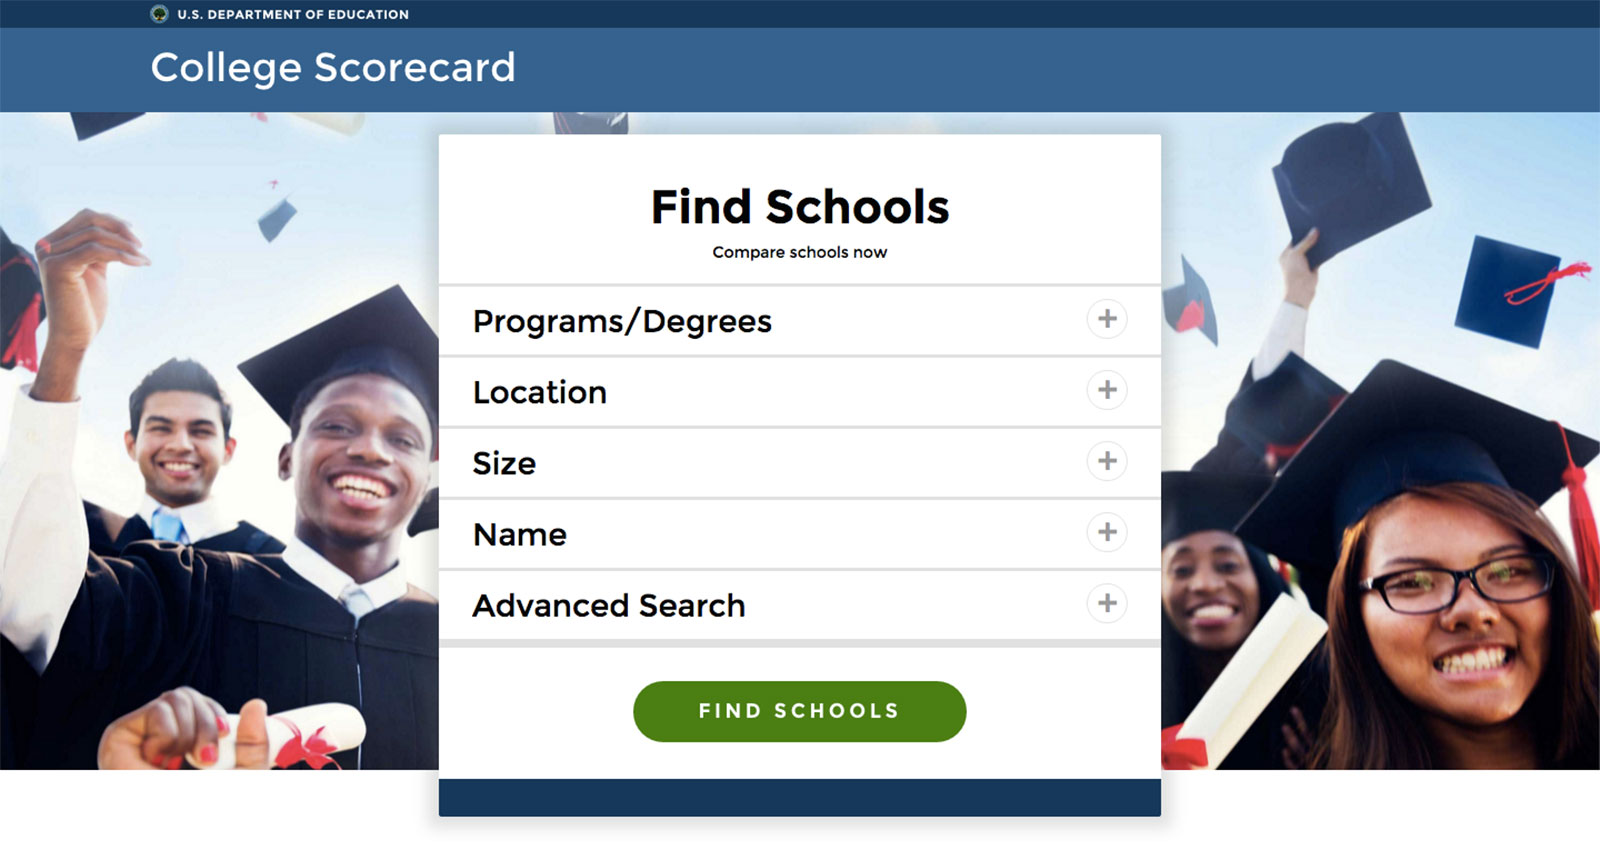 U.S. DEPARTMENT OF EDUCATION
College Scorecard
Find Schools
Compare schools now
Programs/Degrees
Location
Size
Name
Advanced Search
FIND SCHOOLS